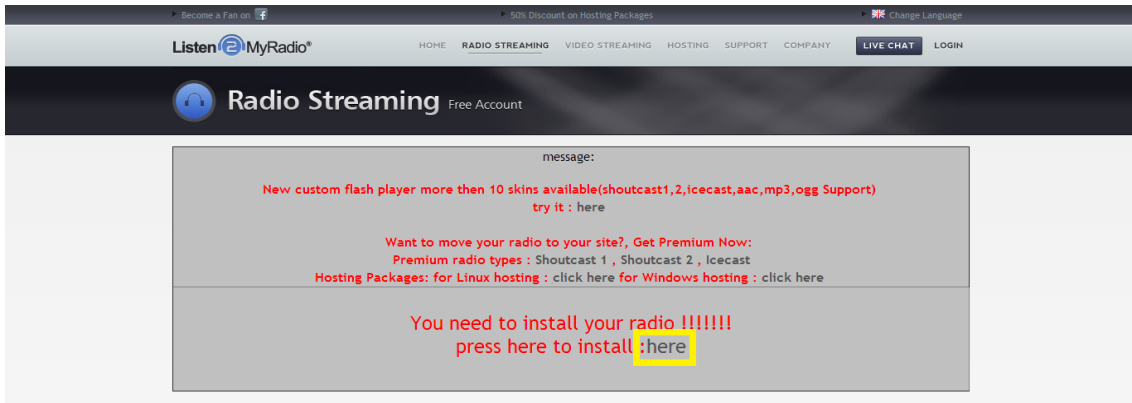 Become a Fan on f
50% Discount on Hosting Packages
Change Language
Listen2MyRadio®
HOME RADIO STREAMING VIDEO STREAMING HOSTING SUPPORT COMPANY LIVE CHAT LOGIN
Radio Streaming Free Account
message:
New custom flash player more then 10 skins available(shoutcast1,2,icecast,aac,mp3,ogg Support)
try it : here
Want to move your radio to your site?, Get Premium Now:
Premium radio types : Shoutcast 1 , Shoutcast 2 , Icecast
Hosting Packages: for Linux hosting : click here for Windows hosting : click here
You need to install your radio !!!!!!!
press here to install :here